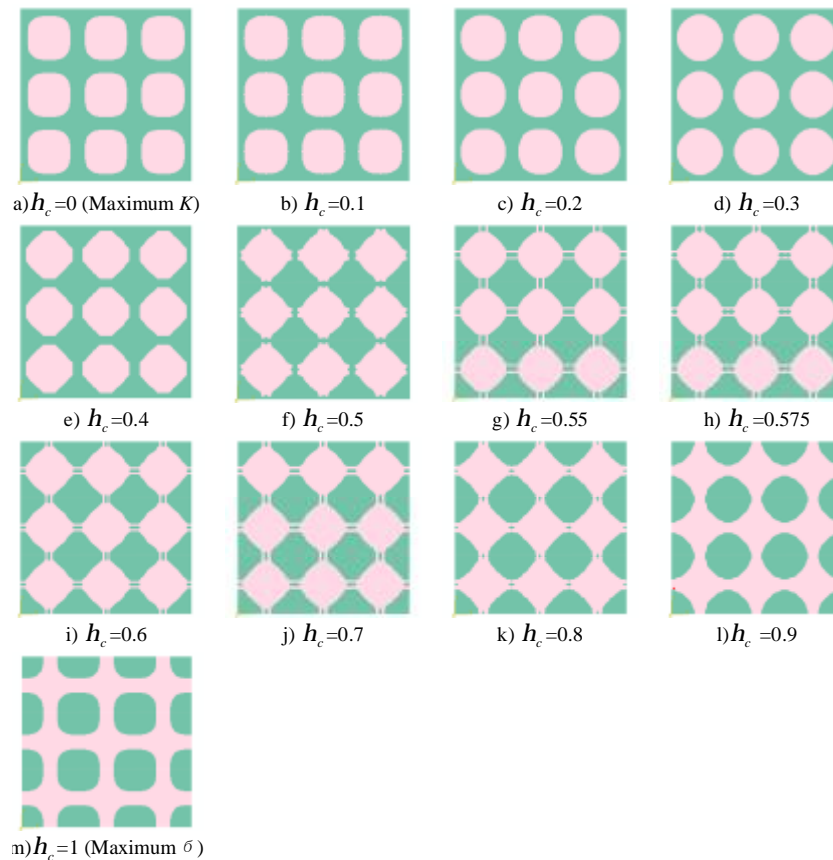 a) h_c=0 (Maximum K)
b) h_c=0.1
c) h_c=0.2
d) h_c=0.3
e) h_c=0.4
f) h_c=0.5
g) h_c=0.55
h) h_c=0.575
i) h_c=0.6
j) h_c=0.7
k) h_c=0.8
l) h_c =0.9
m) h_c=1 (Maximum σ)